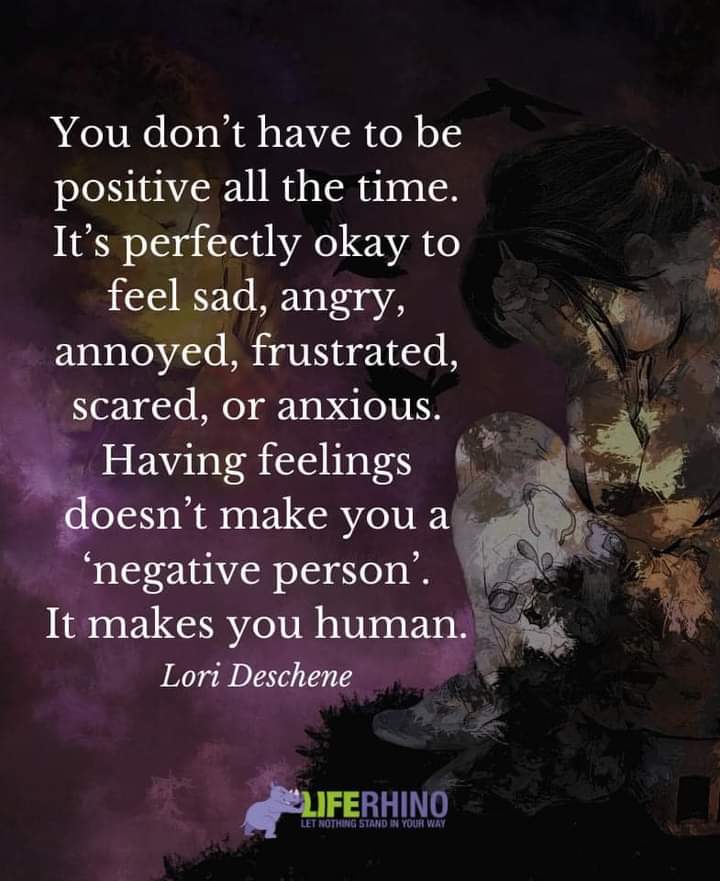 You don’t have to be
positive all the time.
It’s perfectly okay to
feel sad, angry,
annoyed, frustrated,
scared, or anxious.
Having feelings
doesn’t make you a
‘negative person’.
It makes you human.
Lori Deschene
LIFERHINO
LET NOTHING STAND IN YOUR WAY